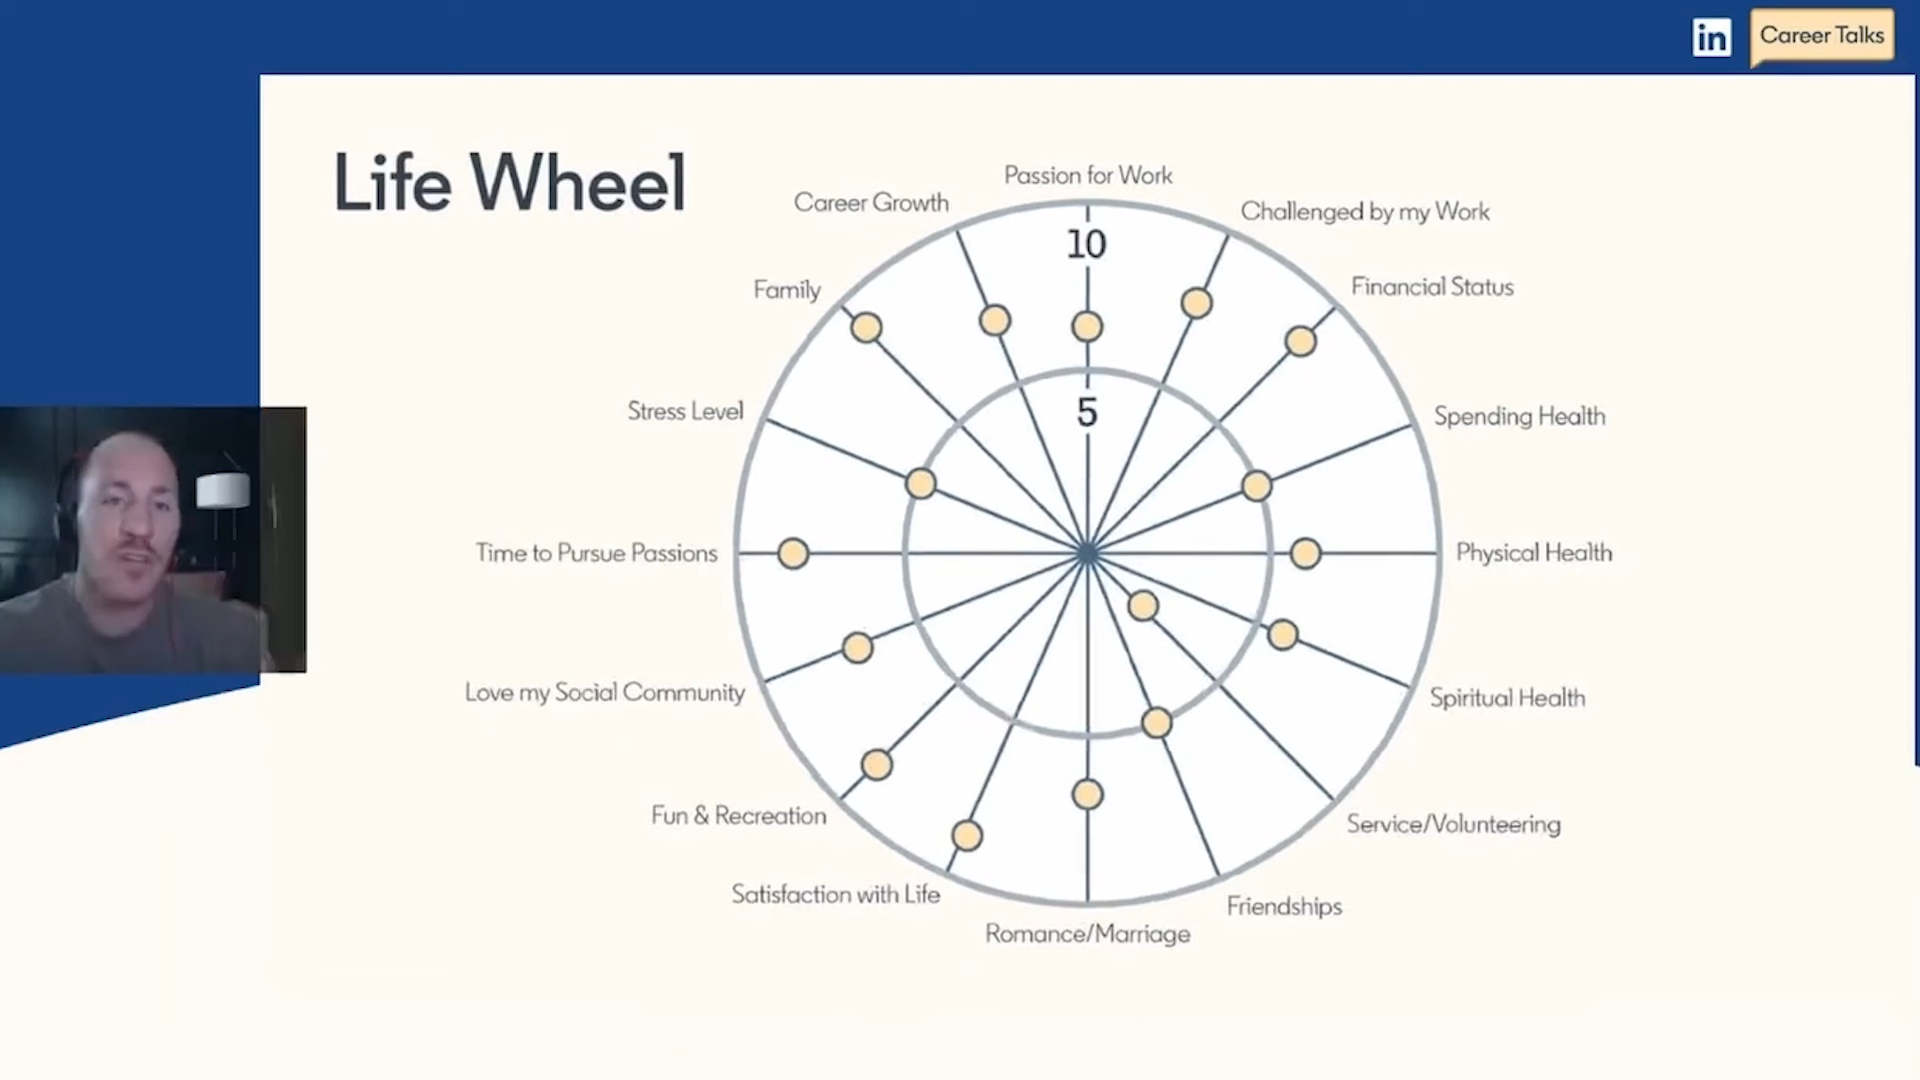 in
Career Talks
Life Wheel
Passion for Work
Career Growth
Challenged by my Work
10
Family
Financial Status
Stress Level
5
Spending Health
Time to Pursue Passions
Physical Health
Love my Social Community
Spiritual Health
Fun & Recreation
Service/Volunteering
Satisfaction with Life
Friendships
Romance/Marriage